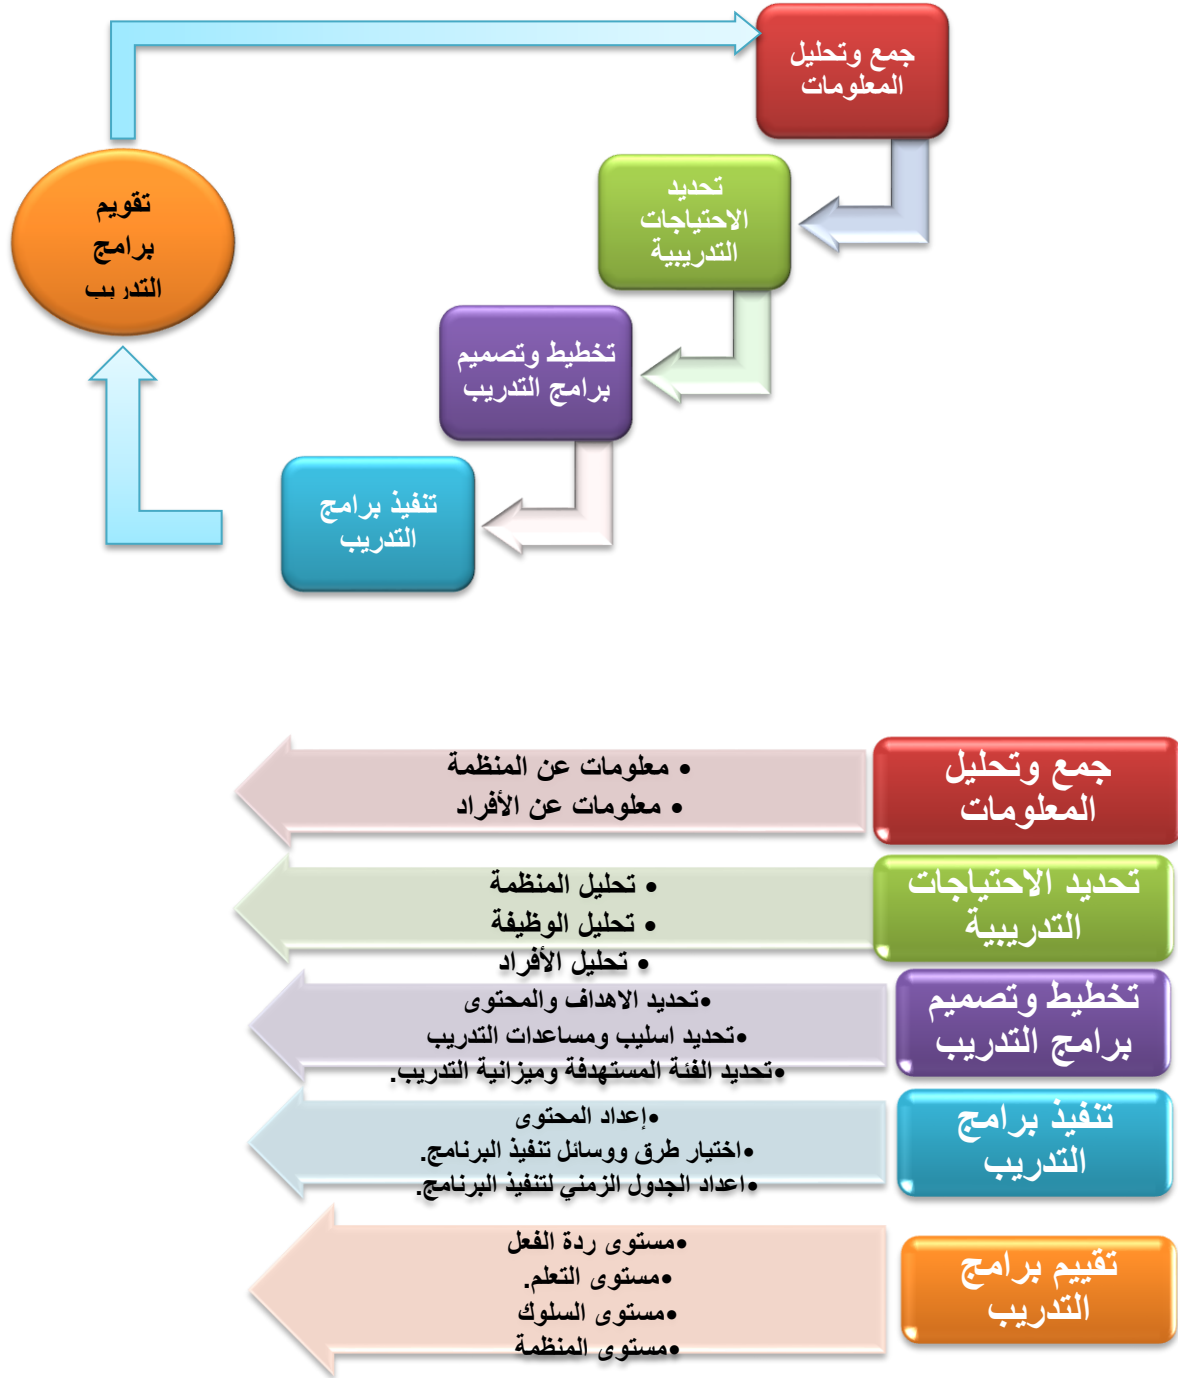 جمع وتحليل
المعلومات
تحديد
الاحتياجات
التدريبية
تخطيط وتصميم
برامج التدريب
تنفيذ برامج
التدريب
تقويم
برامج
التدريب
جمع وتحليل
المعلومات
• معلومات عن المنظمة
• معلومات عن الأفراد
تحديد الاحتياجات
التدريبية
• تحليل المنظمة
• تحليل الوظيفة
• تحليل الأفراد
تخطيط وتصميم
برامج التدريب
•تحديد الاهداف والمحتوى
•تحديد اسليب ومساعدات التدريب
•تحديد الفئة المستهدفة وميزانية التدريب.
تنفيذ برامج
التدريب
•إعداد المحتوى
•اختيار طرق ووسائل تنفيذ البرنامج.
•اعداد الجدول الزمني لتنفيذ البرنامج.
تقييم برامج
التدريب
•مستوى ردة الفعل
•مستوى التعلم.
•مستوى السلوك
•مستوى المنظمة